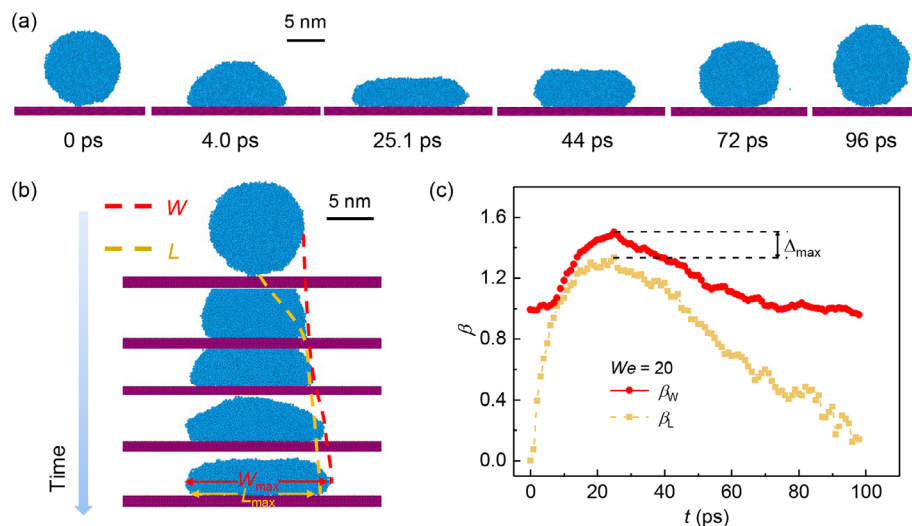 (a)
5 nm
0 ps 4.0 ps 25.1 ps 44 ps 72 ps 96 ps
(b)
W
L
5 nm
Time
W_max
L_max
(c)
β
1.6
1.2
0.8
0.4
0.0
Δ_max
We = 20
β_W
β_L
0 20 40 60 80 100
t (ps)